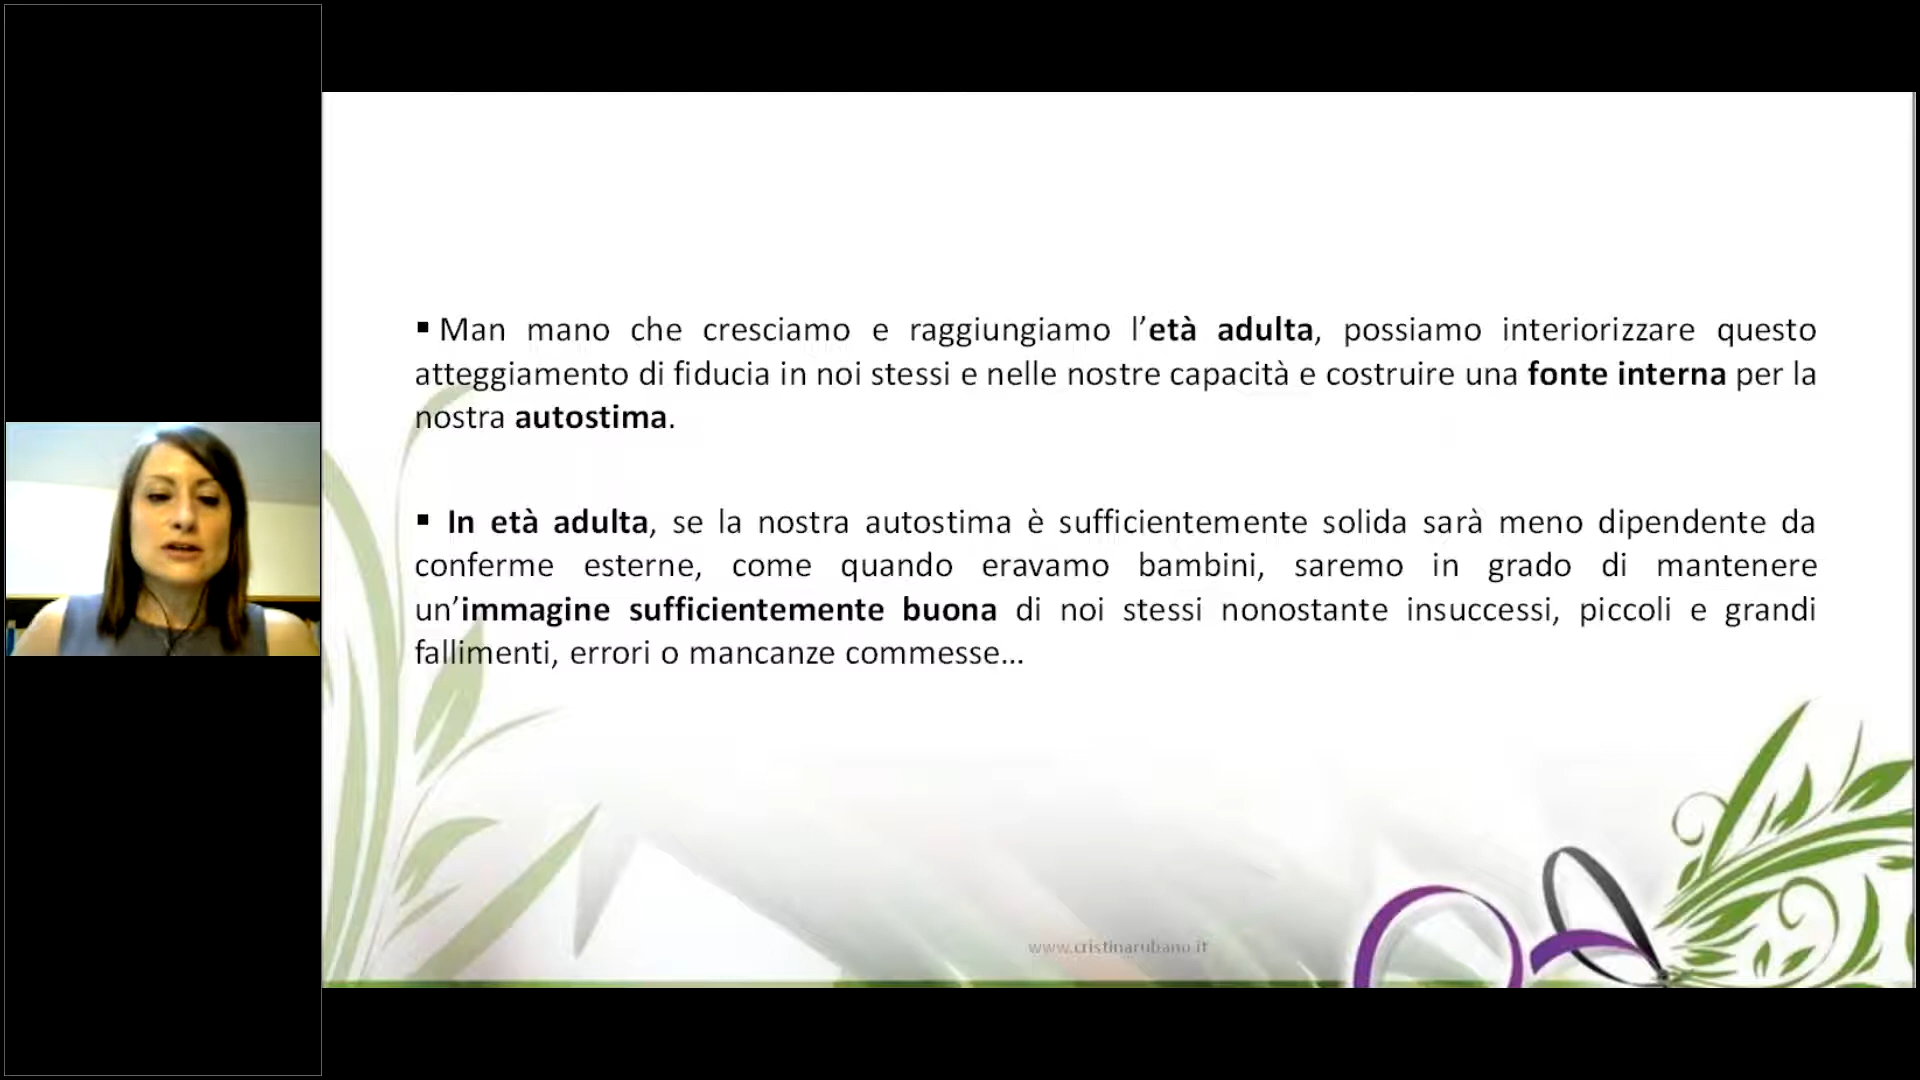 ▪ Man mano che cresciamo e raggiungiamo l’età adulta, possiamo interiorizzare questo
atteggiamento di fiducia in noi stessi e nelle nostre capacità e costruire una fonte interna per la
nostra autostima.
▪ In età adulta, se la nostra autostima è sufficientemente solida sarà meno dipendente da
conferme esterne, come quando eravamo bambini, saremo in grado di mantenere
un’immagine sufficientemente buona di noi stessi nonostante insuccessi, piccoli e grandi
fallimenti, errori o mancanze commesse...
www.cristinarubano.it